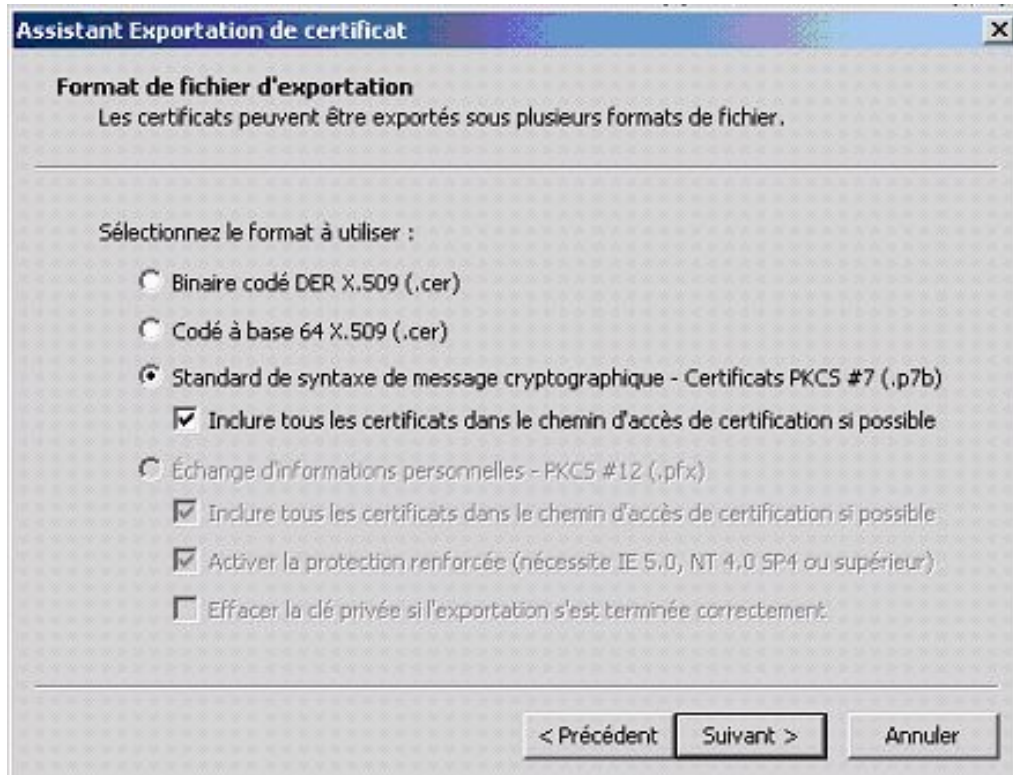 Assistant Exportation de certificat
Format de fichier d'exportation
Les certificats peuvent être exportés sous plusieurs formats de fichier.
Sélectionnez le format à utiliser :
Binaire codé DER X.509 (.cer)
Codé à base 64 X.509 (.cer)
Standard de syntaxe de message cryptographique - Certificats PKCS #7 (.p7b)
Inclure tous les certificats dans le chemin d'accès de certification si possible
Échange d'informations personnelles - PKCS #12 (.pfx)
Inclure tous les certificats dans le chemin d'accès de certification si possible
Activer la protection renforcée (nécessite IE 5.0, NT 4.0 SP4 ou supérieur)
Effacer la clé privée si l'exportation s'est terminée correctement
< Précédent Suivant > Annuler